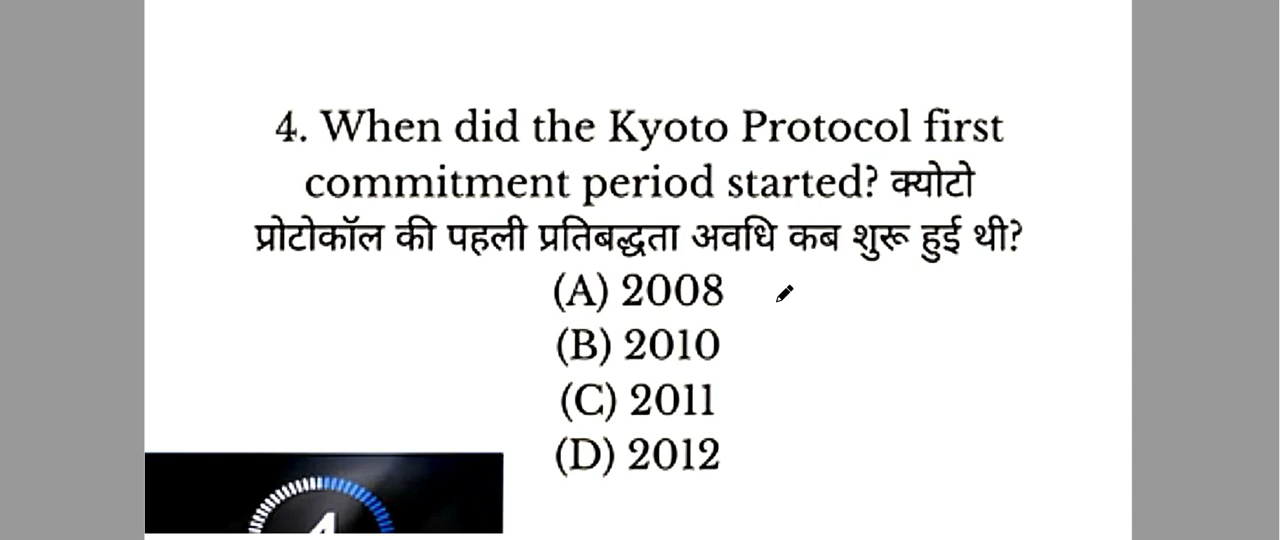 4. When did the Kyoto Protocol first
commitment period started? क्योटो
प्रोटोकॉल की पहली प्रतिबद्धता अवधि कब शुरू हुई थी?
(A) 2008
(B) 2010
(C) 2011
(D) 2012
4